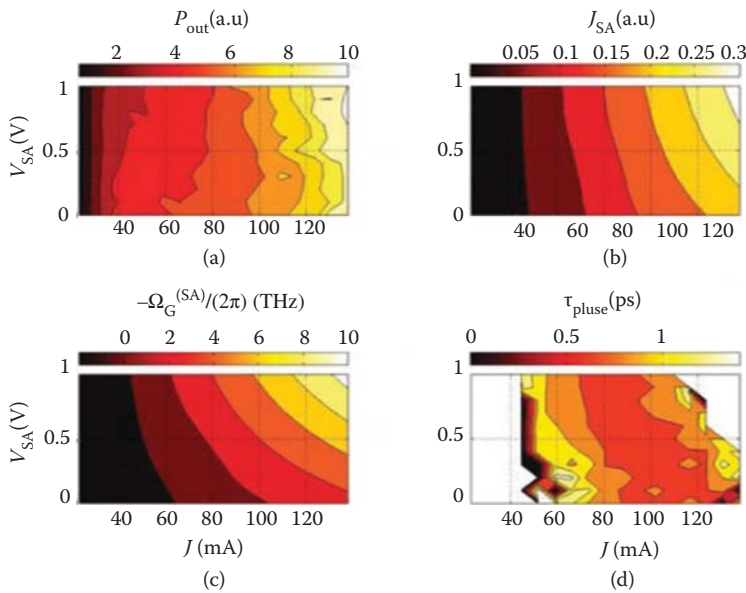 P_out(a.u)
2 4 6 8 10
V_SA(V)
1
0.5
0
40 60 80 100 120
(a)
J_SA(a.u)
0.05 0.1 0.15 0.2 0.25 0.3
1
0.5
0
40 60 80 100 120
(b)
–Ω_G^(SA)/(2π) (THz)
0 2 4 6 8 10
V_SA(V)
1
0.5
0
40 60 80 100 120
J (mA)
(c)
τ_pluse(ps)
0 0.5 1
1
0.5
0
40 60 80 100 120
J (mA)
(d)